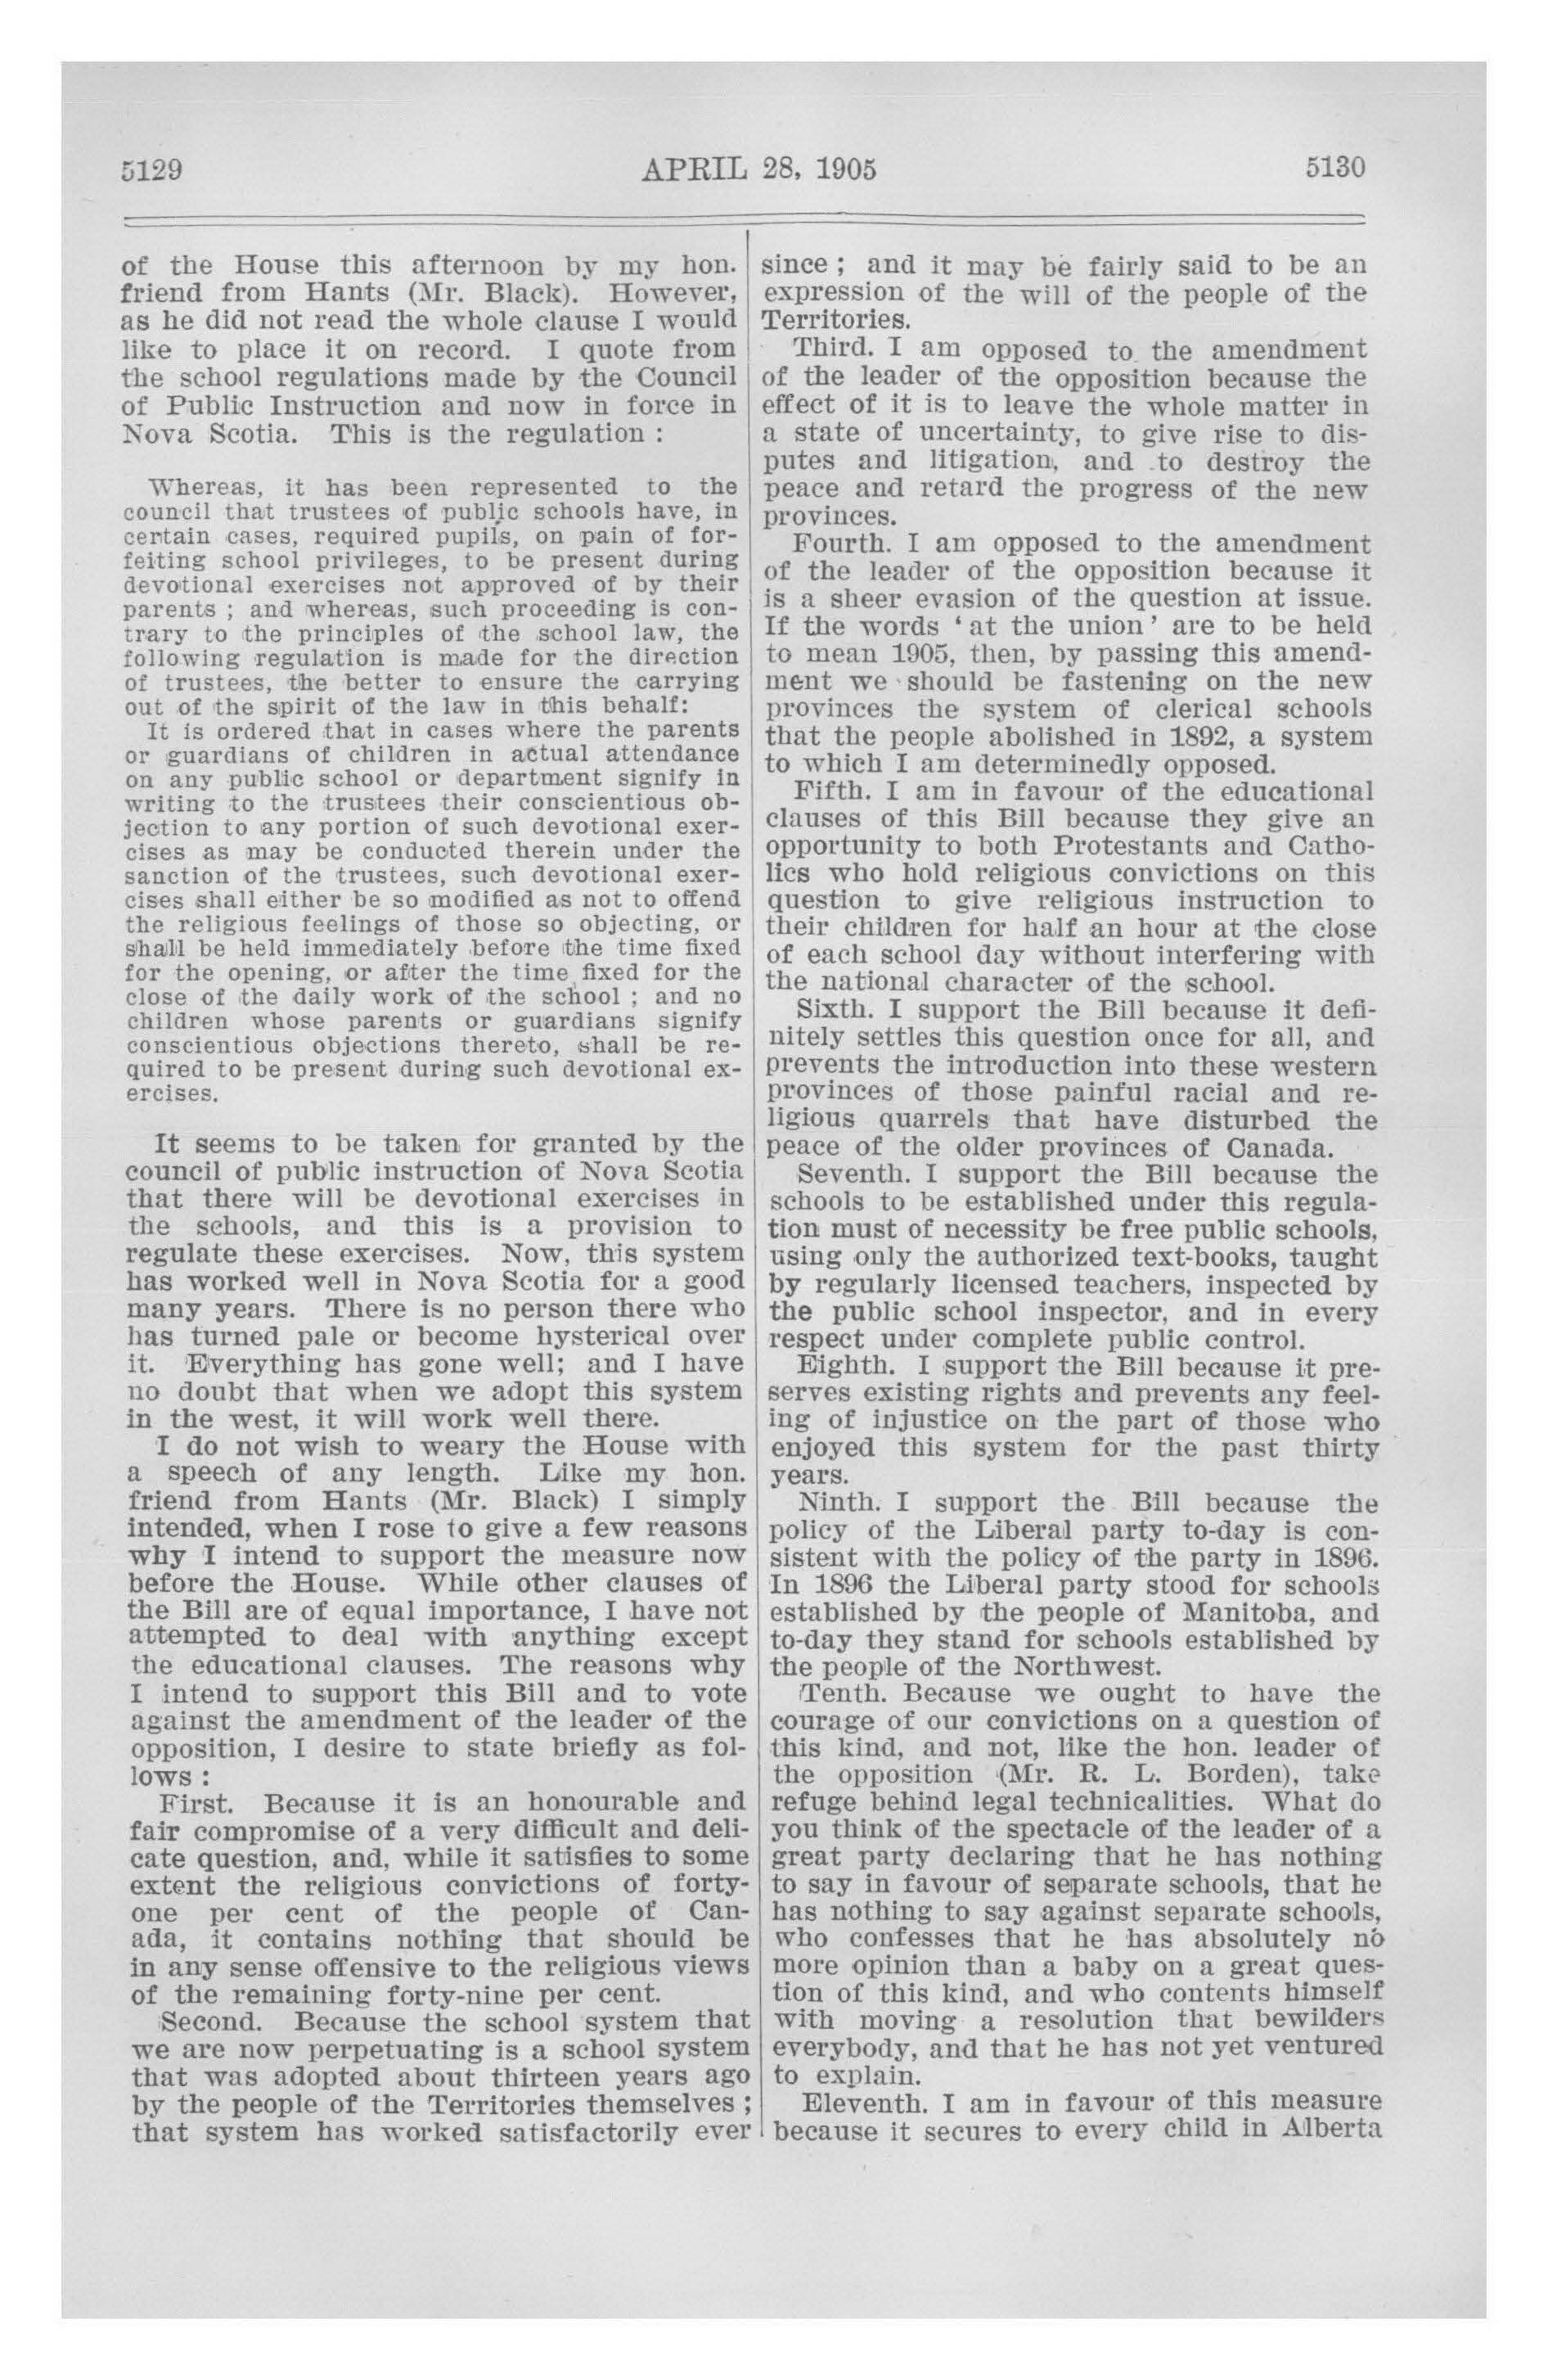 5129
APRIL 28, 1905
5130
of the House this afternoon by my hon.
friend from Hants (Mr. Black). However,
as he did not read the whole clause I would
like to place it on record. I quote from
the school regulations made by the Council
of Public Instruction and now in force in
Nova Scotia. This is the regulation :
Whereas, it has been represented to the
council that trustees of public schools have, in
certain cases, required pupils, on pain of for-
feiting school privileges, to be present during
devotional exercises not approved of by their
parents ; and whereas, such proceeding is con-
trary to the principles of the school law, the
following regulation is made for the direction
of trustees, the better to ensure the carrying
out of the spirit of the law in this behalf:
It is ordered that in cases where the parents
or guardians of children in actual attendance
on any public school or department signify in
writing to the trustees their conscientious ob-
jection to any portion of such devotional exer-
cises as may be conducted therein under the
sanction of the trustees, such devotional exer-
cises shall either be so modified as not to offend
the religious feelings of those so objecting, or
shall be held immediately before the time fixed
for the opening, or after the time fixed for the
close of the daily work of the school ; and no
children whose parents or guardians signify
conscientious objections thereto, shall be re-
quired to be present during such devotional ex-
ercises.
It seems to be taken for granted by the
council of public instruction of Nova Scotia
that there will be devotional exercises in
the schools, and this is a provision to
regulate these exercises. Now, this system
has worked well in Nova Scotia for a good
many years. There is no person there who
has turned pale or become hysterical over
it. Everything has gone well; and I have
no doubt that when we adopt this system
in the west, it will work well there.
I do not wish to weary the House with
a speech of any length. Like my hon.
friend from Hants (Mr. Black) I simply
intended, when I rose to give a few reasons
why I intend to support the measure now
before the House. While other clauses of
the Bill are of equal importance, I have not
attempted to deal with anything except
the educational clauses. The reasons why
I intend to support this Bill and to vote
against the amendment of the leader of the
opposition, I desire to state briefly as fol-
lows :
First. Because it is an honourable and
fair compromise of a very difficult and deli-
cate question, and, while it satisfies to some
extent the religious convictions of forty-
one per cent of the people of Can-
ada, it contains nothing that should be
in any sense offensive to the religious views
of the remaining forty-nine per cent.
Second. Because the school system that
we are now perpetuating is a school system
that was adopted about thirteen years ago
by the people of the Territories themselves ;
that system has worked satisfactorily ever
since ; and it may be fairly said to be an
expression of the will of the people of the
Territories.
Third. I am opposed to the amendment
of the leader of the opposition because the
effect of it is to leave the whole matter in
a state of uncertainty, to give rise to dis-
putes and litigation, and to destroy the
peace and retard the progress of the new
provinces.
Fourth. I am opposed to the amendment
of the leader of the opposition because it
is a sheer evasion of the question at issue.
If the words ' at the union ' are to be held
to mean 1905, then, by passing this amend-
ment we should be fastening on the new
provinces the system of clerical schools
that the people abolished in 1892, a system
to which I am determinedly opposed.
Fifth. I am in favour of the educational
clauses of this Bill because they give an
opportunity to both Protestants and Catho-
lics who hold religious convictions on this
question to give religious instruction to
their children for half an hour at the close
of each school day without interfering with
the national character of the school.
Sixth. I support the Bill because it defi-
nitely settles this question once for all, and
prevents the introduction into these western
provinces of those painful racial and re-
ligious quarrels that have disturbed the
peace of the older provinces of Canada.
Seventh. I support the Bill because the
schools to be established under this regula-
tion must of necessity be free public schools,
using only the authorized text-books, taught
by regularly licensed teachers, inspected by
the public school inspector, and in every
respect under complete public control.
Eighth. I support the Bill because it pre-
serves existing rights and prevents any feel-
ing of injustice on the part of those who
enjoyed this system for the past thirty
years.
Ninth. I support the Bill because the
policy of the Liberal party to-day is con-
sistent with the policy of the party in 1896.
In 1896 the Liberal party stood for schools
established by the people of Manitoba, and
to-day they stand for schools established by
the people of the Northwest.
Tenth. Because we ought to have the
courage of our convictions on a question of
this kind, and not, like the hon. leader of
the opposition (Mr. R. L. Borden), take
refuge behind legal technicalities. What do
you think of the spectacle of the leader of a
great party declaring that he has nothing
to say in favour of separate schools, that he
has nothing to say against separate schools,
who confesses that he has absolutely no
more opinion than a baby on a great ques-
tion of this kind, and who contents himself
with moving a resolution that bewilders
everybody, and that he has not yet ventured
to explain.
Eleventh. I am in favour of this measure
because it secures to every child in Alberta